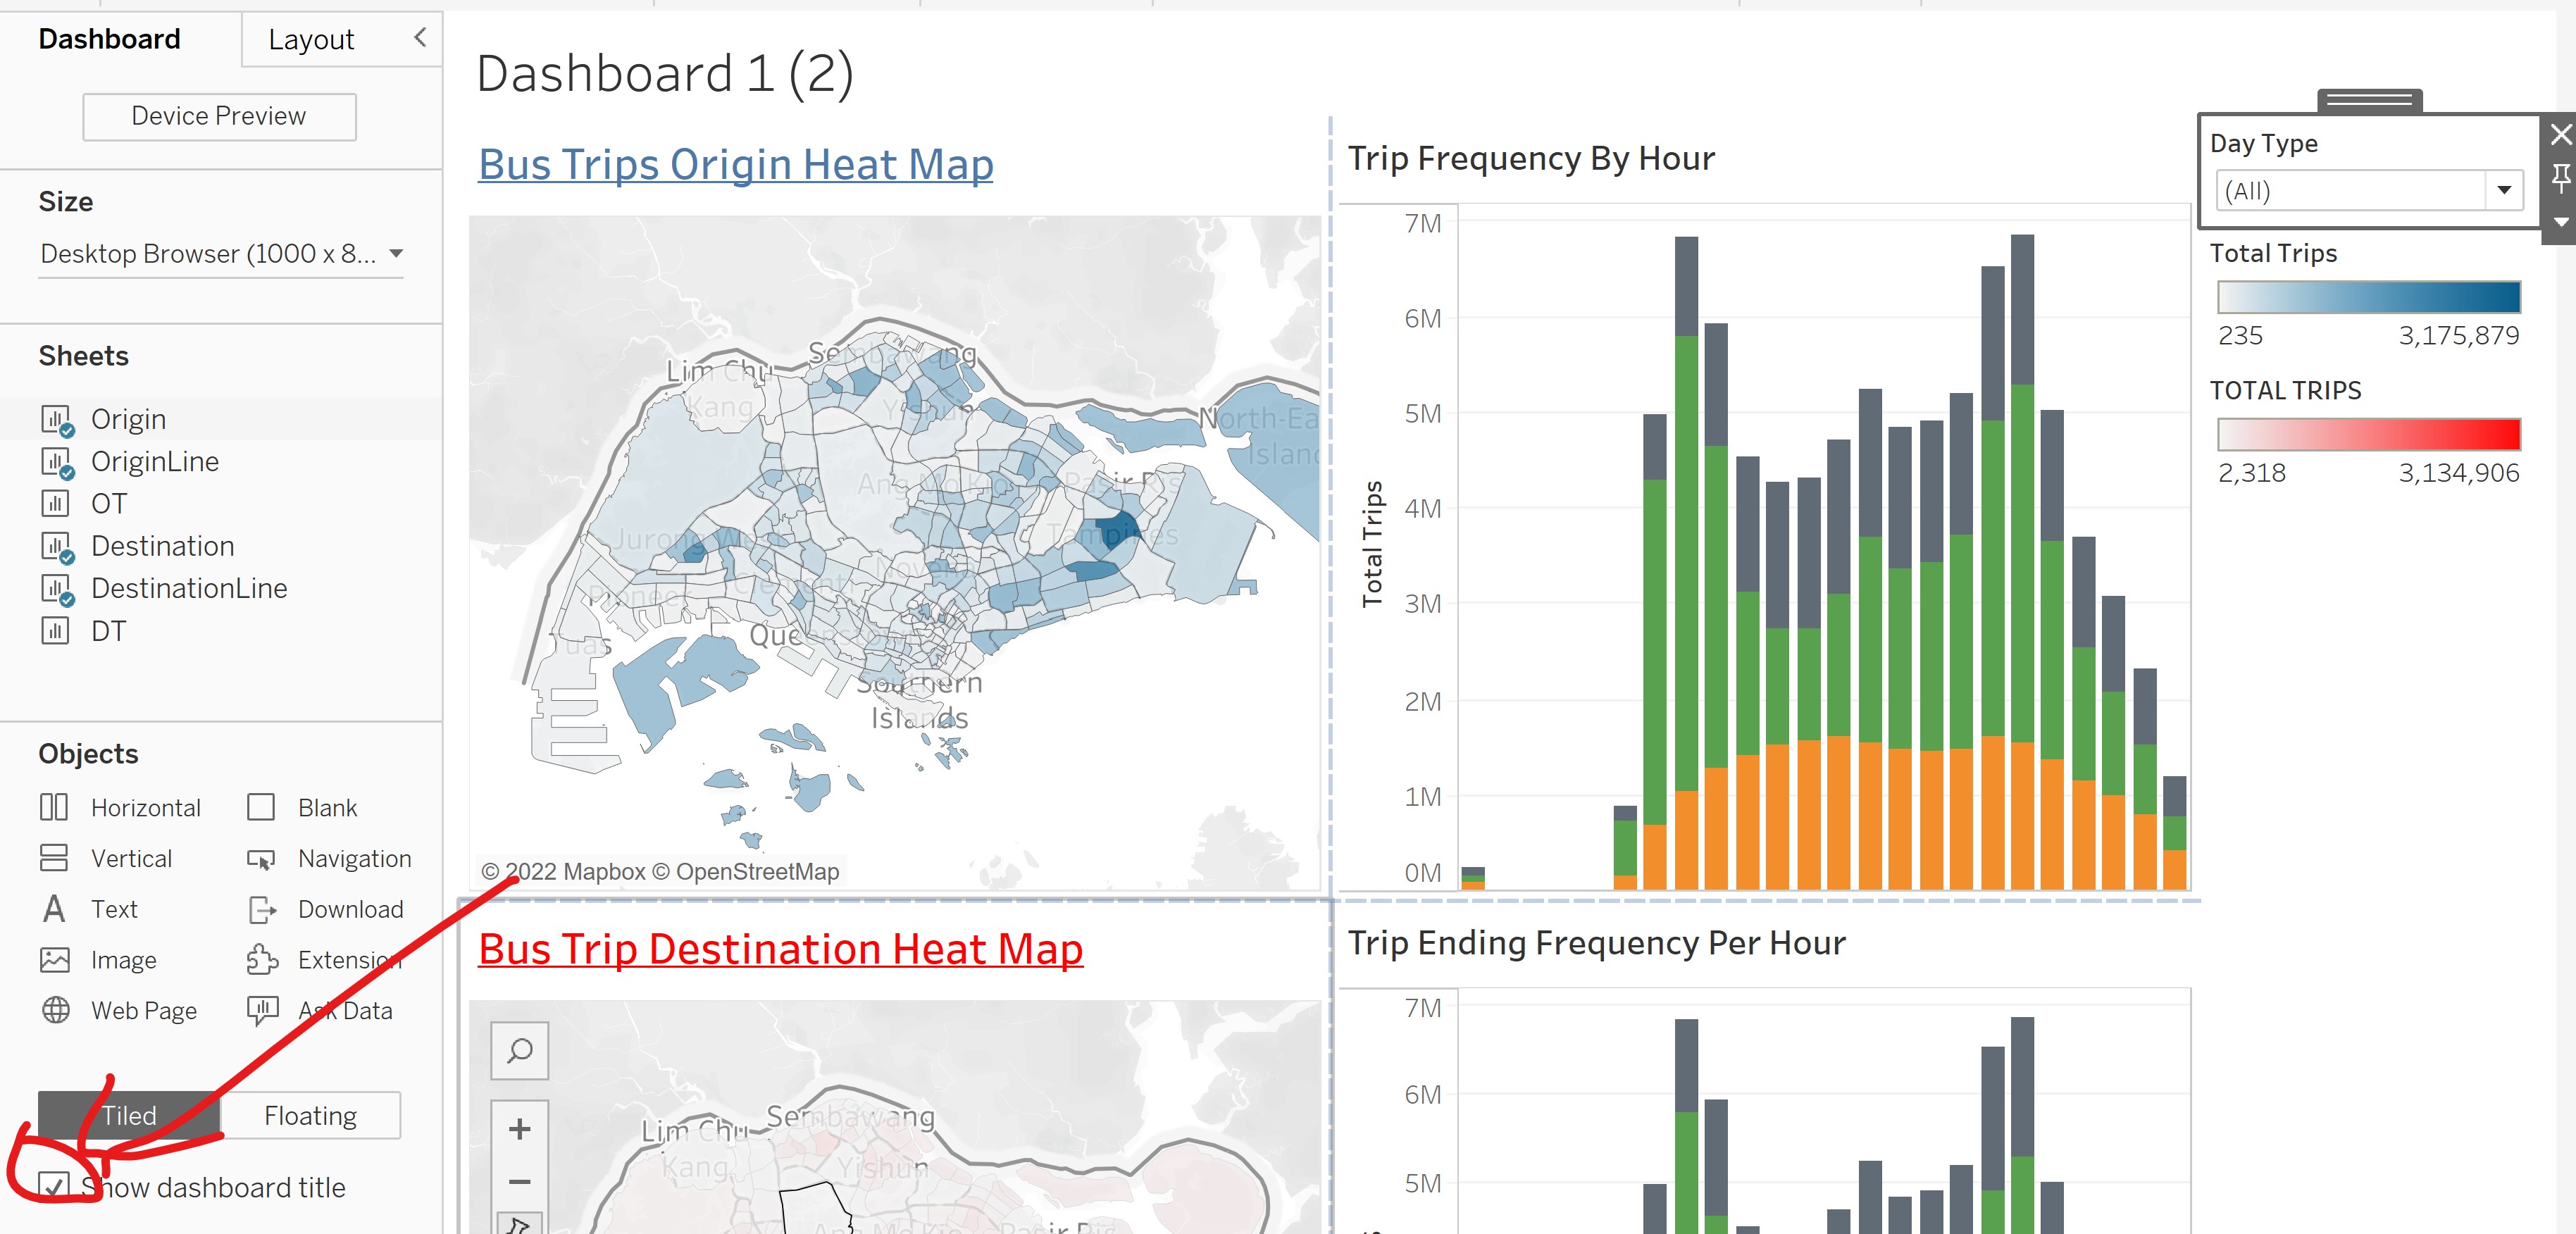 Dashboard
Layout
Device Preview
Size
Desktop Browser (1000 x 8...
Sheets
Origin
OriginLine
OT
Destination
DestinationLine
DT
Objects
Horizontal
Blank
Vertical
Navigation
Text
Download
Image
Extension
Web Page
Ask Data
Tiled
Floating
Show dashboard title
Dashboard 1 (2)
Bus Trips Origin Heat Map
Sembawang
Lim Chu
Kang
Yishun
North-Ea
Island
Ang Mo Kio
Pasir Ris
Tampines
Jurong West
Novena
Clementi
Pioneer
Queenstown
Tuas
Southern
Islands
© 2022 Mapbox © OpenStreetMap
Trip Frequency By Hour
7M
6M
5M
4M
3M
2M
1M
0M
Total Trips
Day Type
(All)
Total Trips
235
3,175,879
TOTAL TRIPS
2,318
3,134,906
Bus Trip Destination Heat Map
Sembawang
Lim Chu
Kang
Yishun
Ang Mo Kio
Pasir Ris
Trip Ending Frequency Per Hour
7M
6M
5M